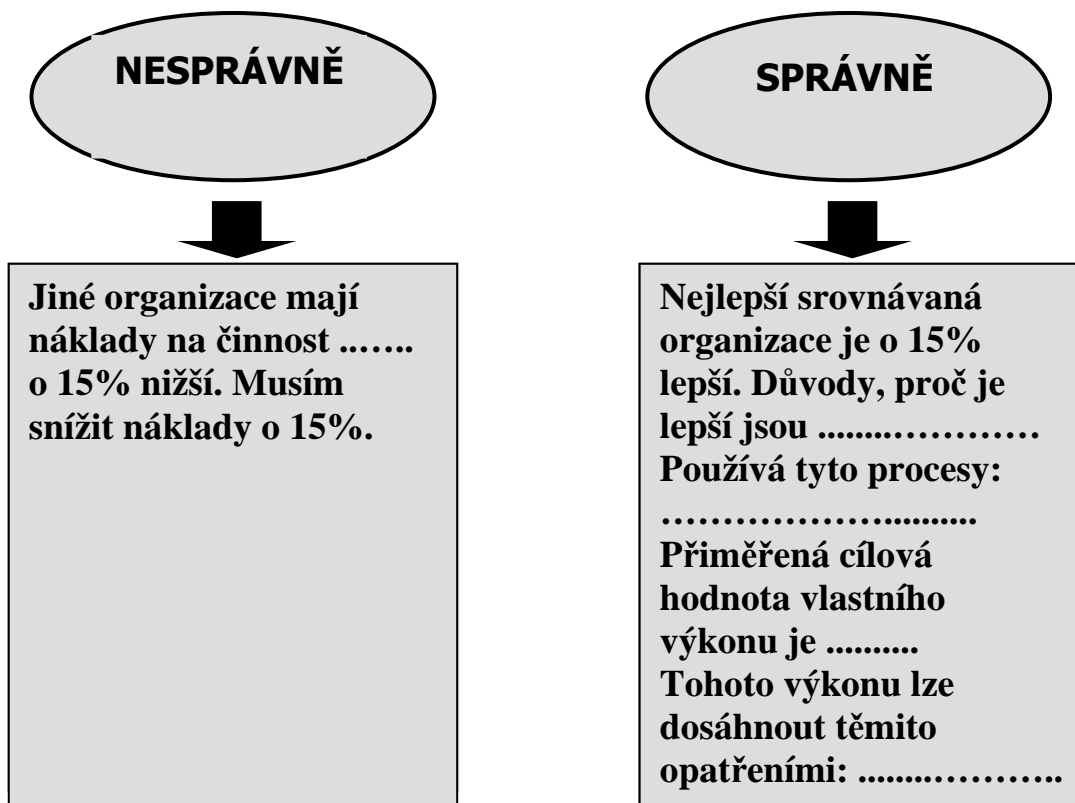 NESPRÁVNĚ
Jiné organizace mají
náklady na činnost ..…..
o 15% nižší. Musím
snížit náklady o 15%.
SPRÁVNĚ
Nejlepší srovnávaná
organizace je o 15%
lepší. Důvody, proč je
lepší jsou ........…………
Používá tyto procesy:
………………...........
Přiměřená cílová
hodnota vlastního
výkonu je ..........
Tohoto výkonu lze
dosáhnout těmito
opatřeními: ........………..